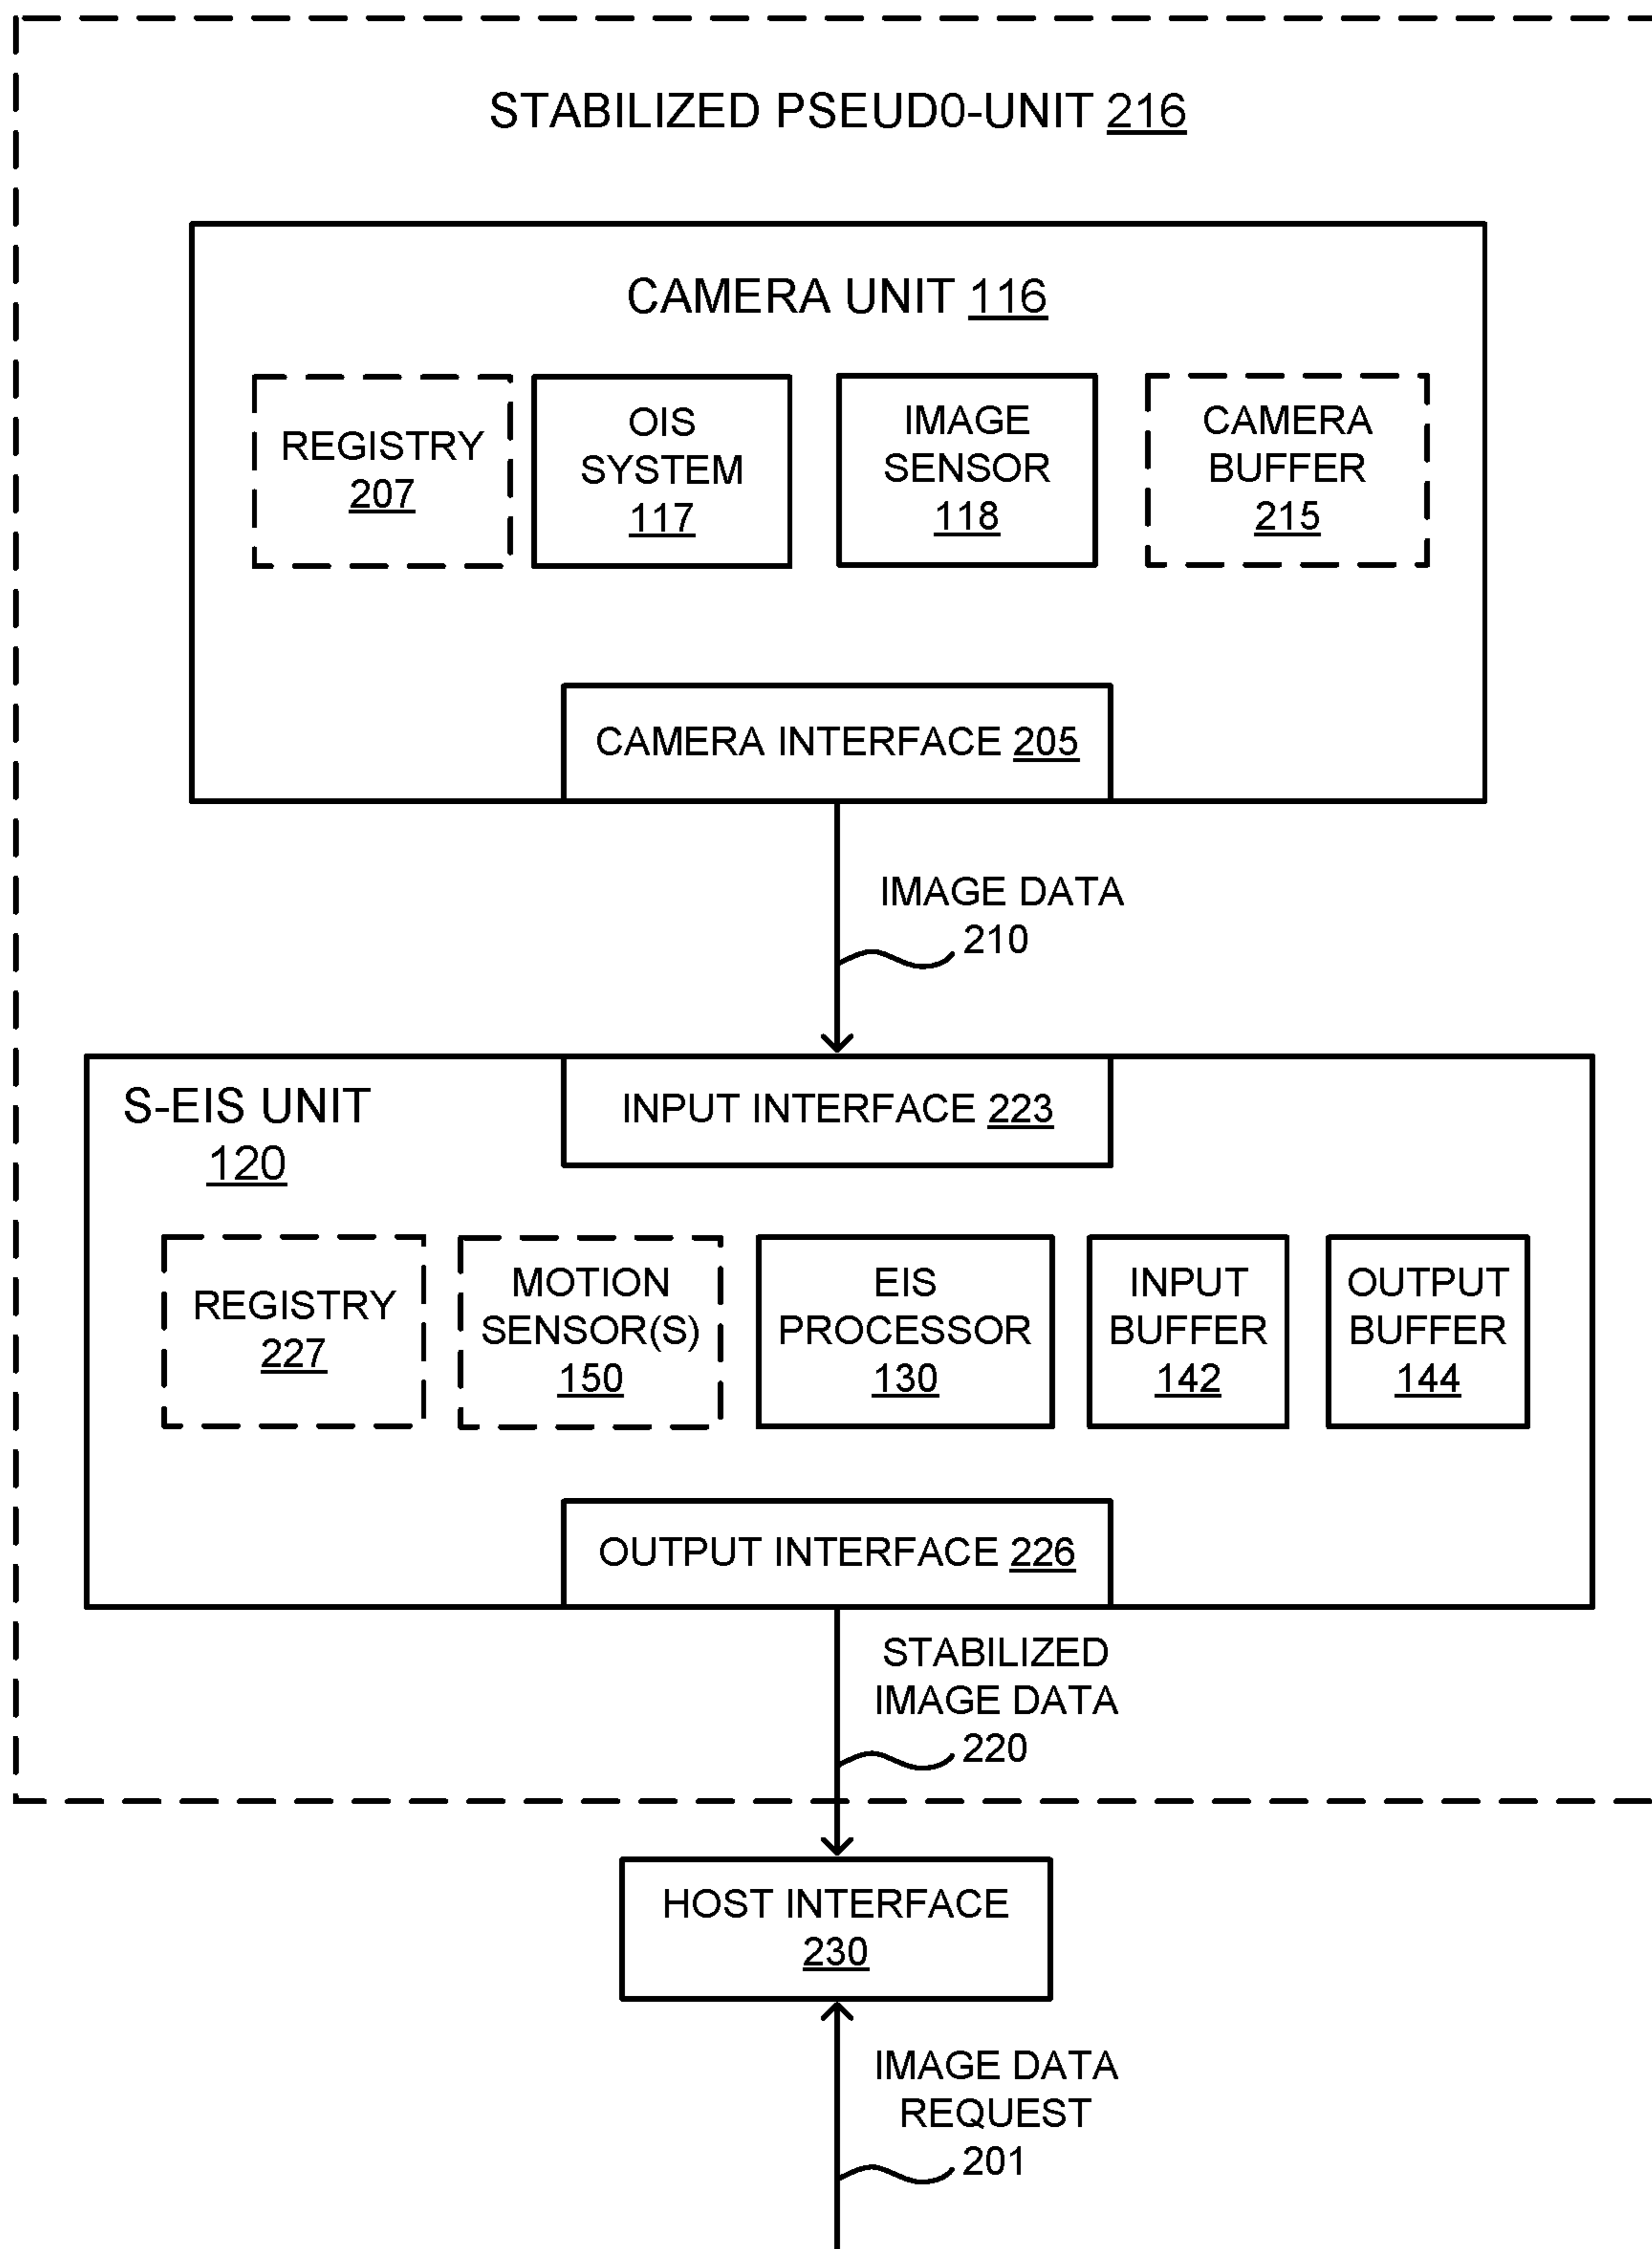 STABILIZED PSEUD0-UNIT 216
CAMERA UNIT 116
REGISTRY
207
OIS
SYSTEM
117
IMAGE
SENSOR
118
CAMERA
BUFFER
215
CAMERA INTERFACE 205
IMAGE DATA
210
S-EIS UNIT
120
INPUT INTERFACE 223
REGISTRY
227
MOTION
SENSOR(S)
150
EIS
PROCESSOR
130
INPUT
BUFFER
142
OUTPUT
BUFFER
144
OUTPUT INTERFACE 226
STABILIZED
IMAGE DATA
220
HOST INTERFACE
230
IMAGE DATA
REQUEST
201